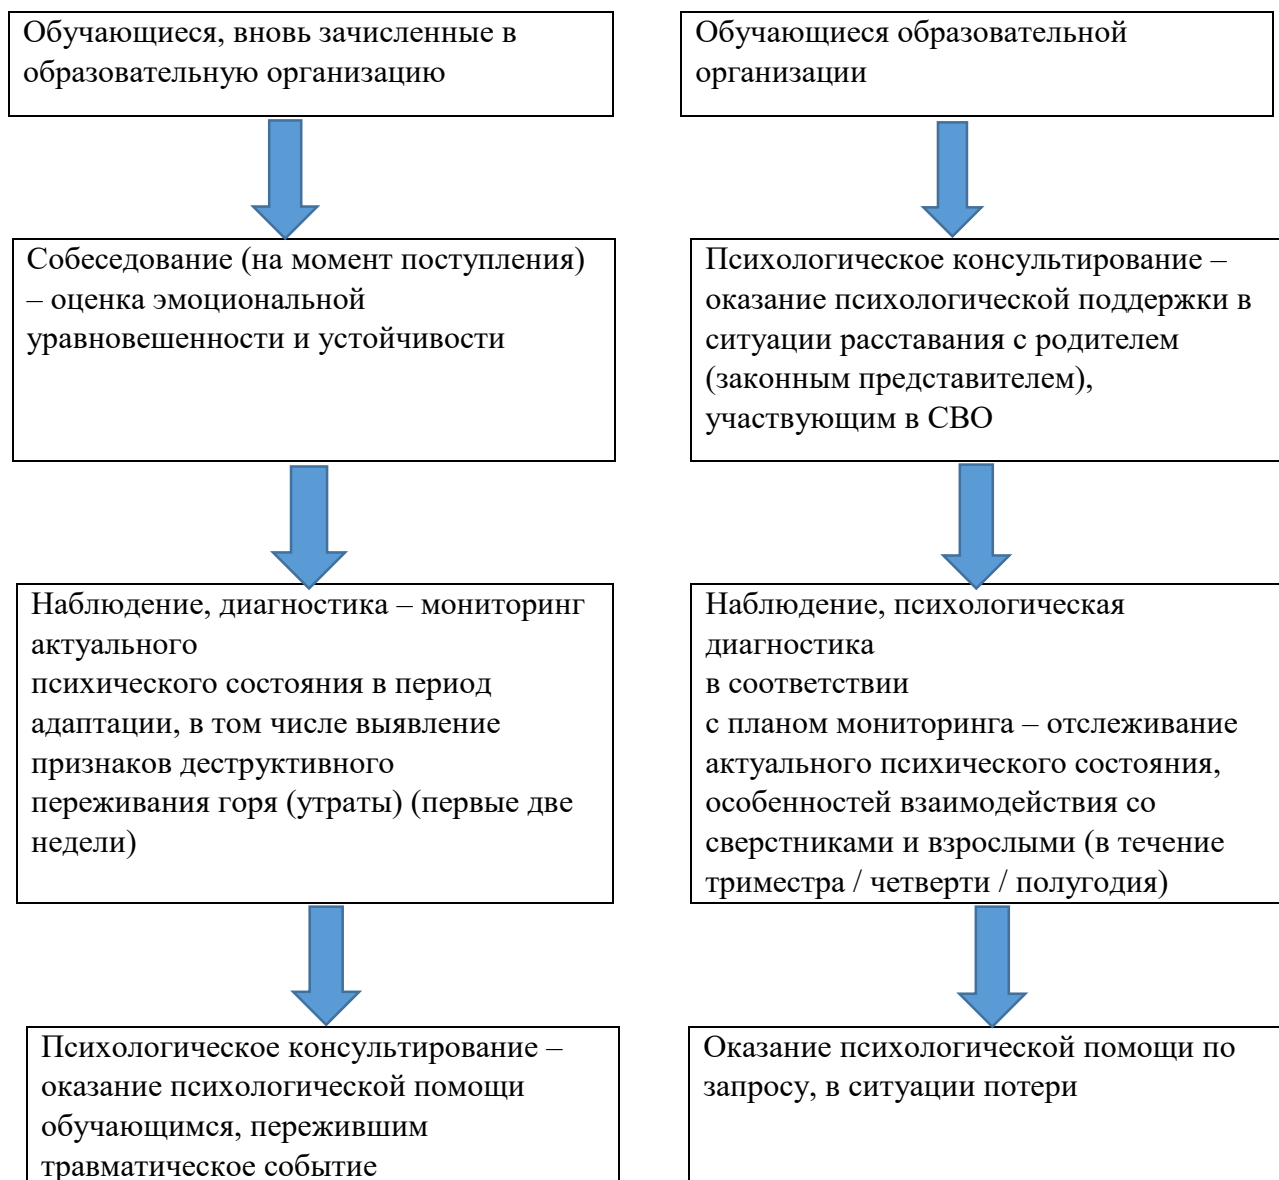 Обучающиеся, вновь зачисленные в
образовательную организацию
Собеседование (на момент поступления)
– оценка эмоциональной
уравновешенности и устойчивости
Наблюдение, диагностика – мониторинг
актуального
психического состояния в период
адаптации, в том числе выявление
признаков деструктивного
переживания горя (утраты) (первые две
недели)
Психологическое консультирование –
оказание психологической помощи
обучающимся, пережившим
травматическое событие
Обучающиеся образовательной
организации
Психологическое консультирование –
оказание психологической поддержки в
ситуации расставания с родителем
(законным представителем),
участвующим в СВО
Наблюдение, психологическая
диагностика
в соответствии
с планом мониторинга – отслеживание
актуального психического состояния,
особенностей взаимодействия со
сверстниками и взрослыми (в течение
триместра / четверти / полугодия)
Оказание психологической помощи по
запросу, в ситуации потери